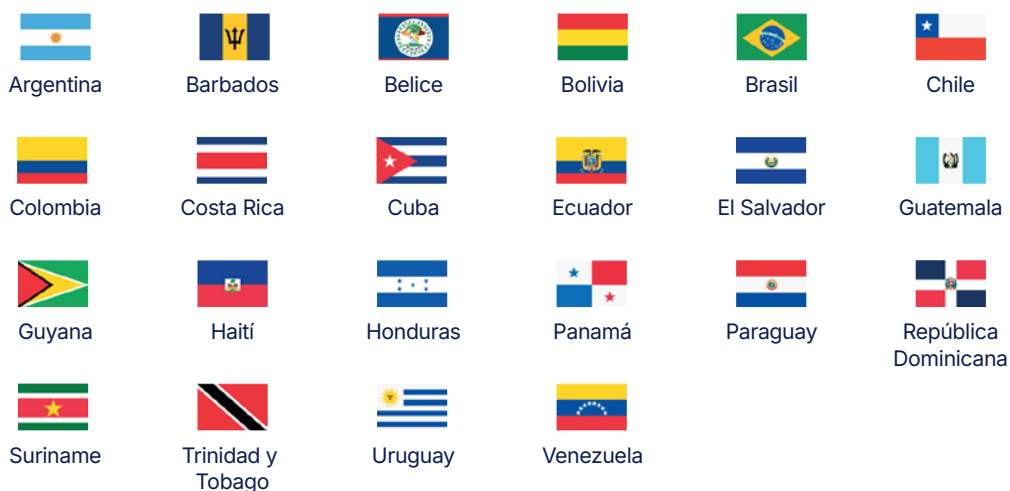 Argentina
Barbados
Belice
Bolivia
Brasil
Chile
Colombia
Costa Rica
Cuba
Ecuador
El Salvador
Guatemala
Guyana
Haití
Honduras
Panamá
Paraguay
República
Dominicana
Suriname
Trinidad y
Tobago
Uruguay
Venezuela